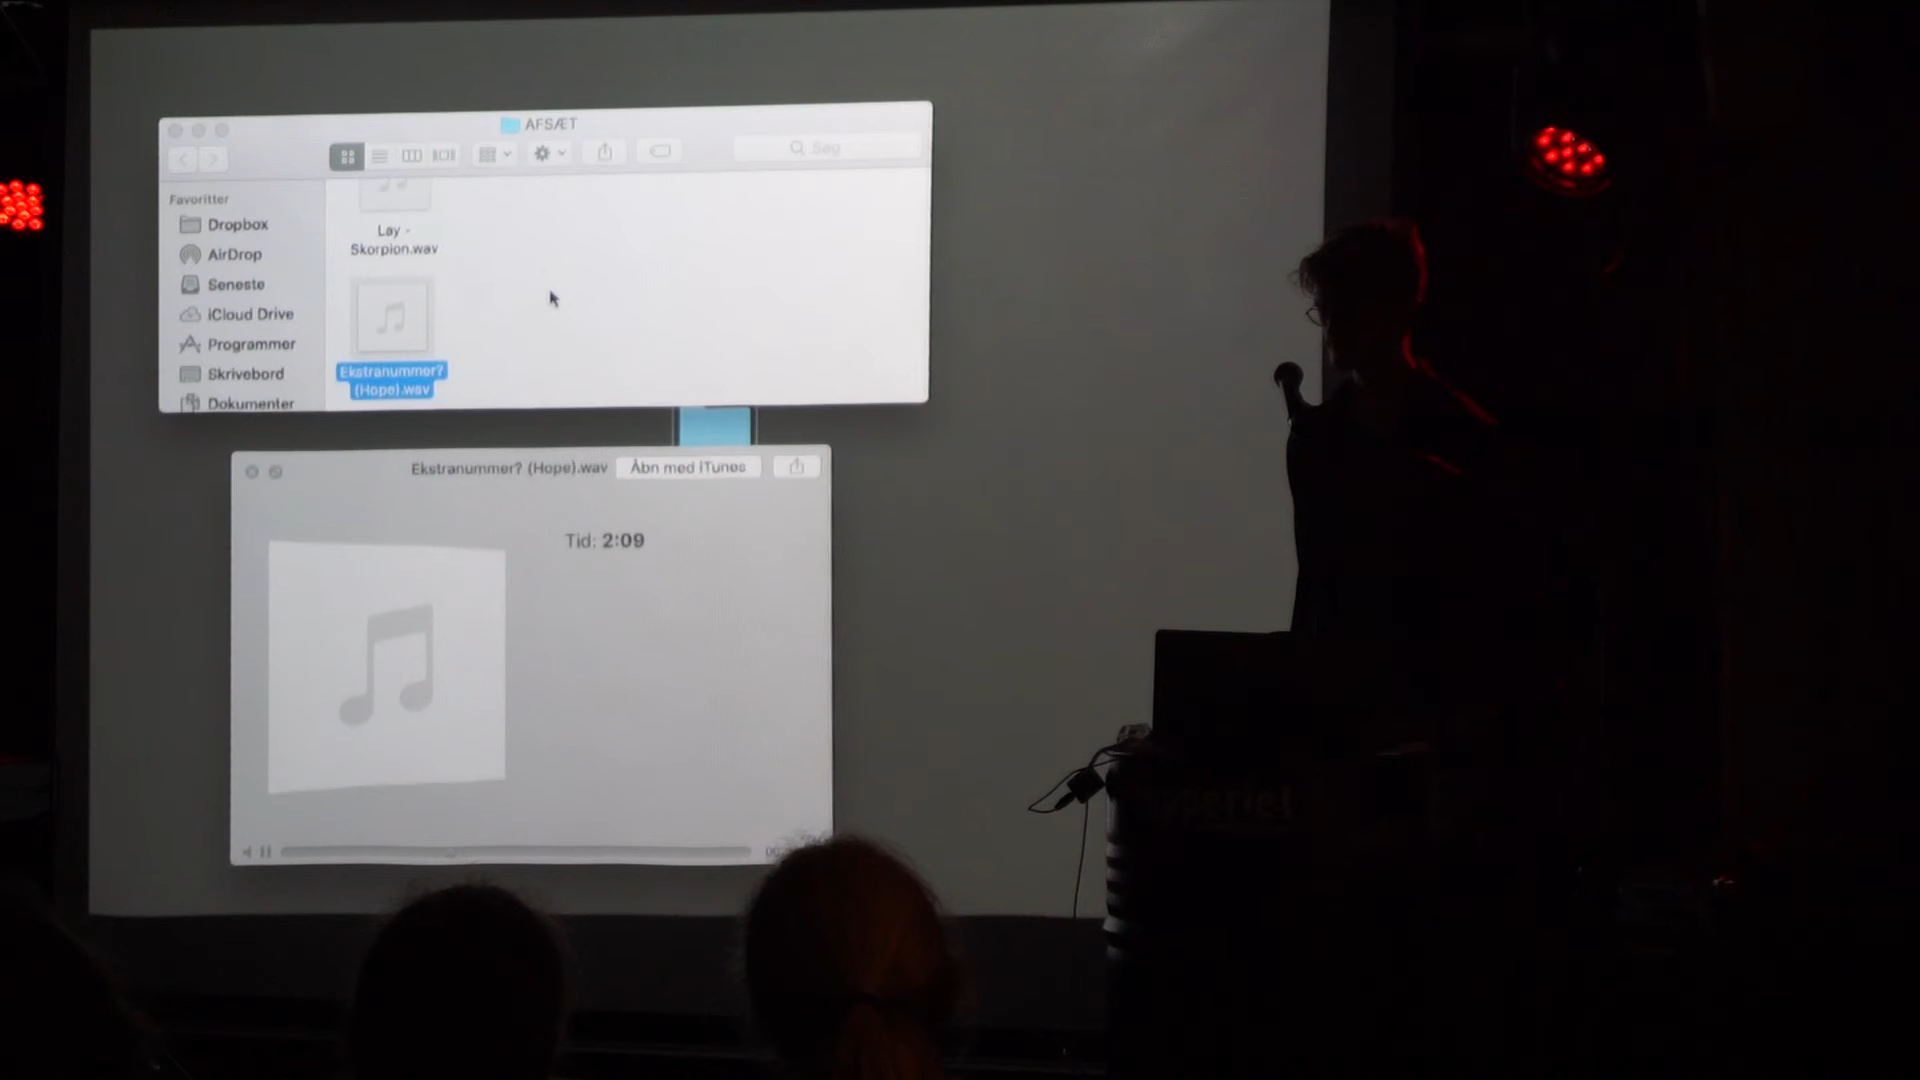 AFSÆT
Søg
Favoritter
Dropbox
AirDrop
Seneste
iCloud Drive
Programmer
Skrivebord
Dokumenter
Lay -
Skorpion.wav
Ekstranummer?
(Hope).wav
Ekstranummer? (Hope).wav
Åbn med iTunes
Tid: 2:09